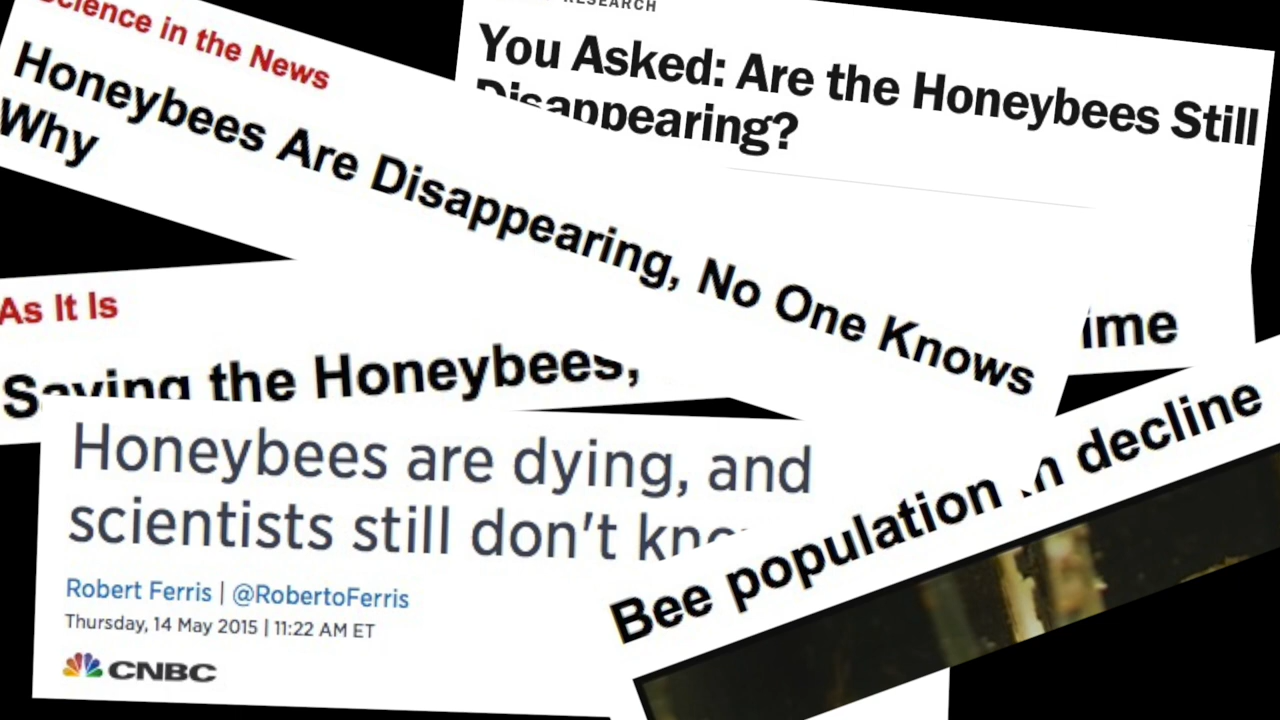 RESEARCH
You Asked: Are the Honeybees Still
Disappearing?
Science in the News
Honeybees Are Disappearing, No One Knows
Why
As It Is
Saving the Honeybees,
Honeybees are dying, and
scientists still don't
Robert Ferris | @RobertoFerris
Thursday, 14 May 2015 | 11:22 AM ET
CNBC
Bee population in decline